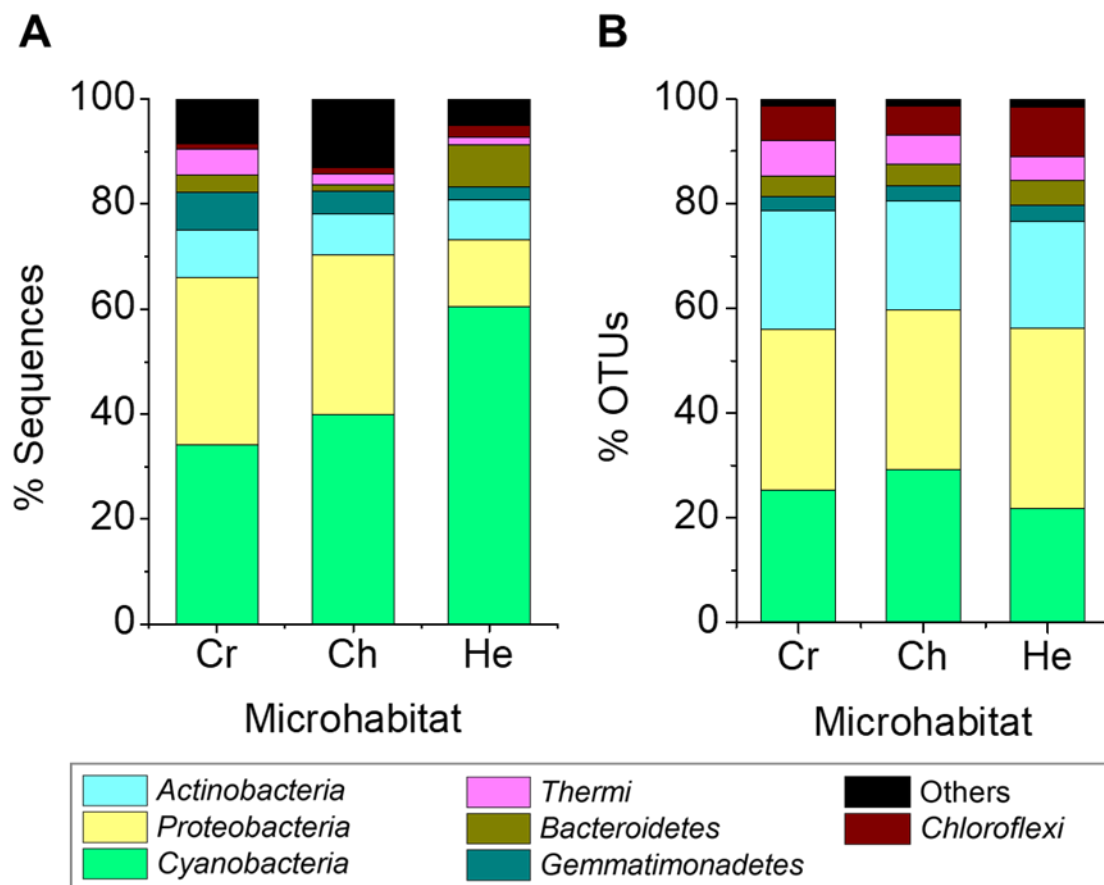 A
B
% Sequences
100
80
60
40
20
0
Cr Ch He
Microhabitat
% OTUs
100
80
60
40
20
0
Cr Ch He
Microhabitat
Actinobacteria
Proteobacteria
Cyanobacteria
Thermi
Bacteroidetes
Gemmatimonadetes
Others
Chloroflexi